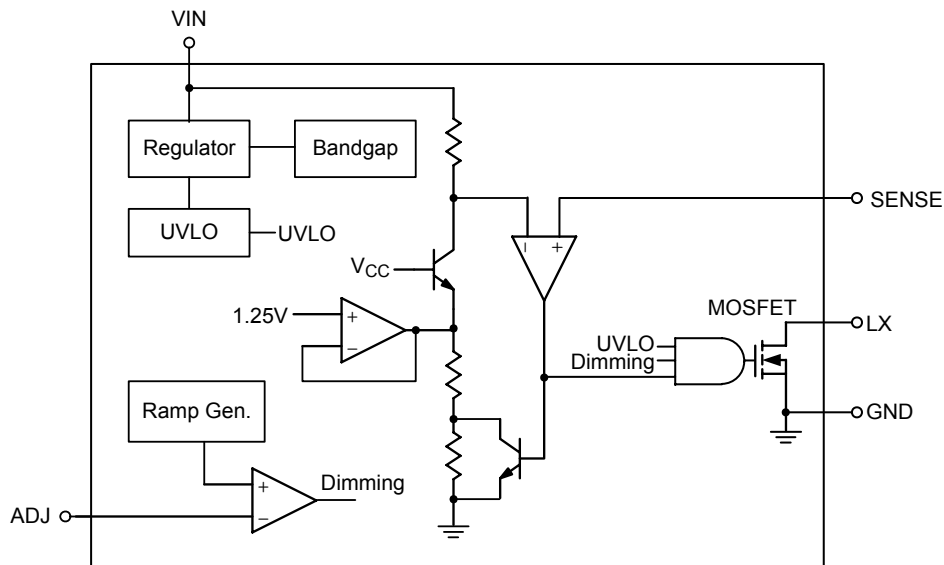 VIN
Regulator
Bandgap
UVLO
UVLO
SENSE
- +
VCC
MOSFET
1.25V
+
-
LX
UVLO
Dimming
Ramp Gen.
GND
Dimming
+
-
ADJ